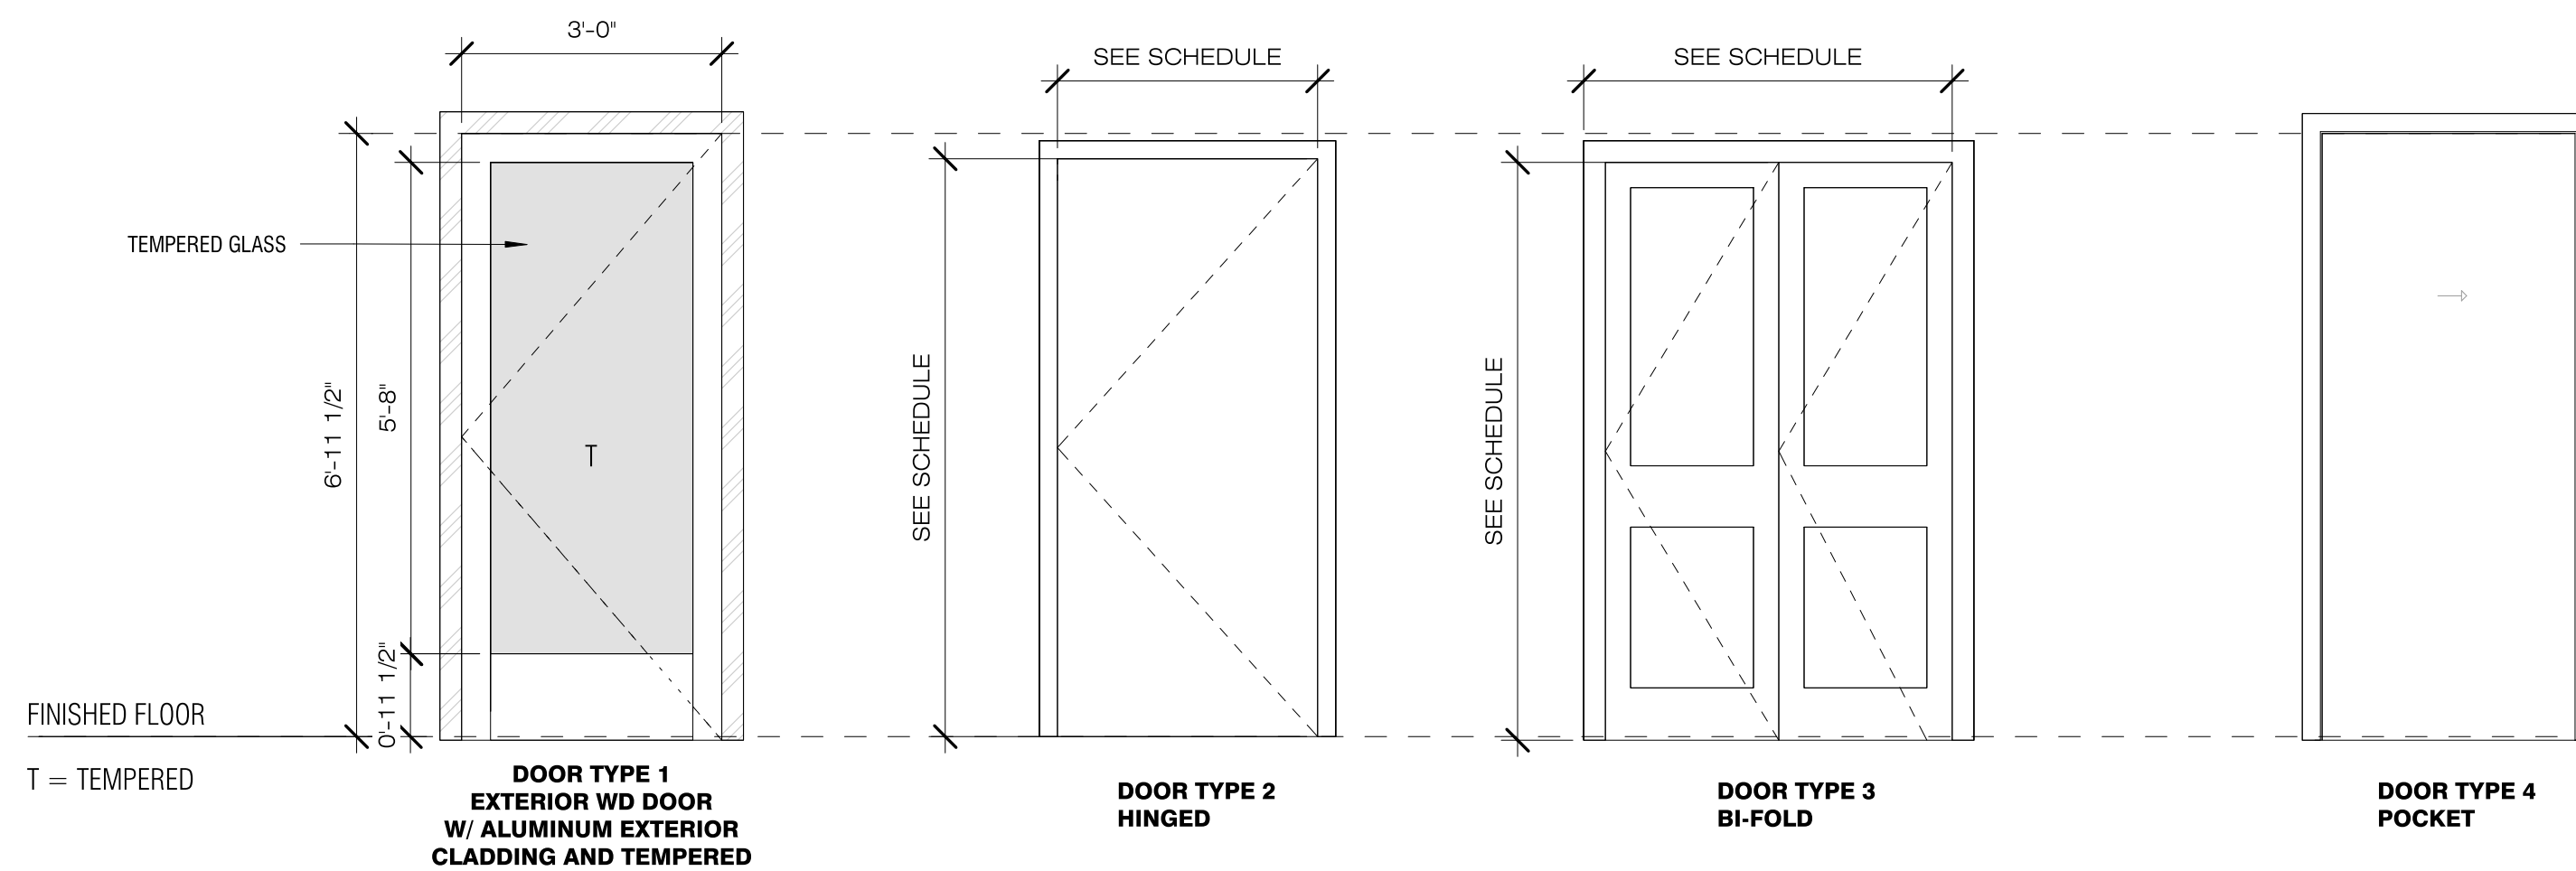 3'-0"
SEE SCHEDULE
SEE SCHEDULE
TEMPERED GLASS
6'-11 1/2"
5'-8"
T
SEE SCHEDULE
SEE SCHEDULE
0'-11 1/2"
FINISHED FLOOR
T = TEMPERED
DOOR TYPE 1
EXTERIOR WD DOOR
W/ ALUMINUM EXTERIOR
CLADDING AND TEMPERED
DOOR TYPE 2
HINGED
DOOR TYPE 3
BI-FOLD
DOOR TYPE 4
POCKET